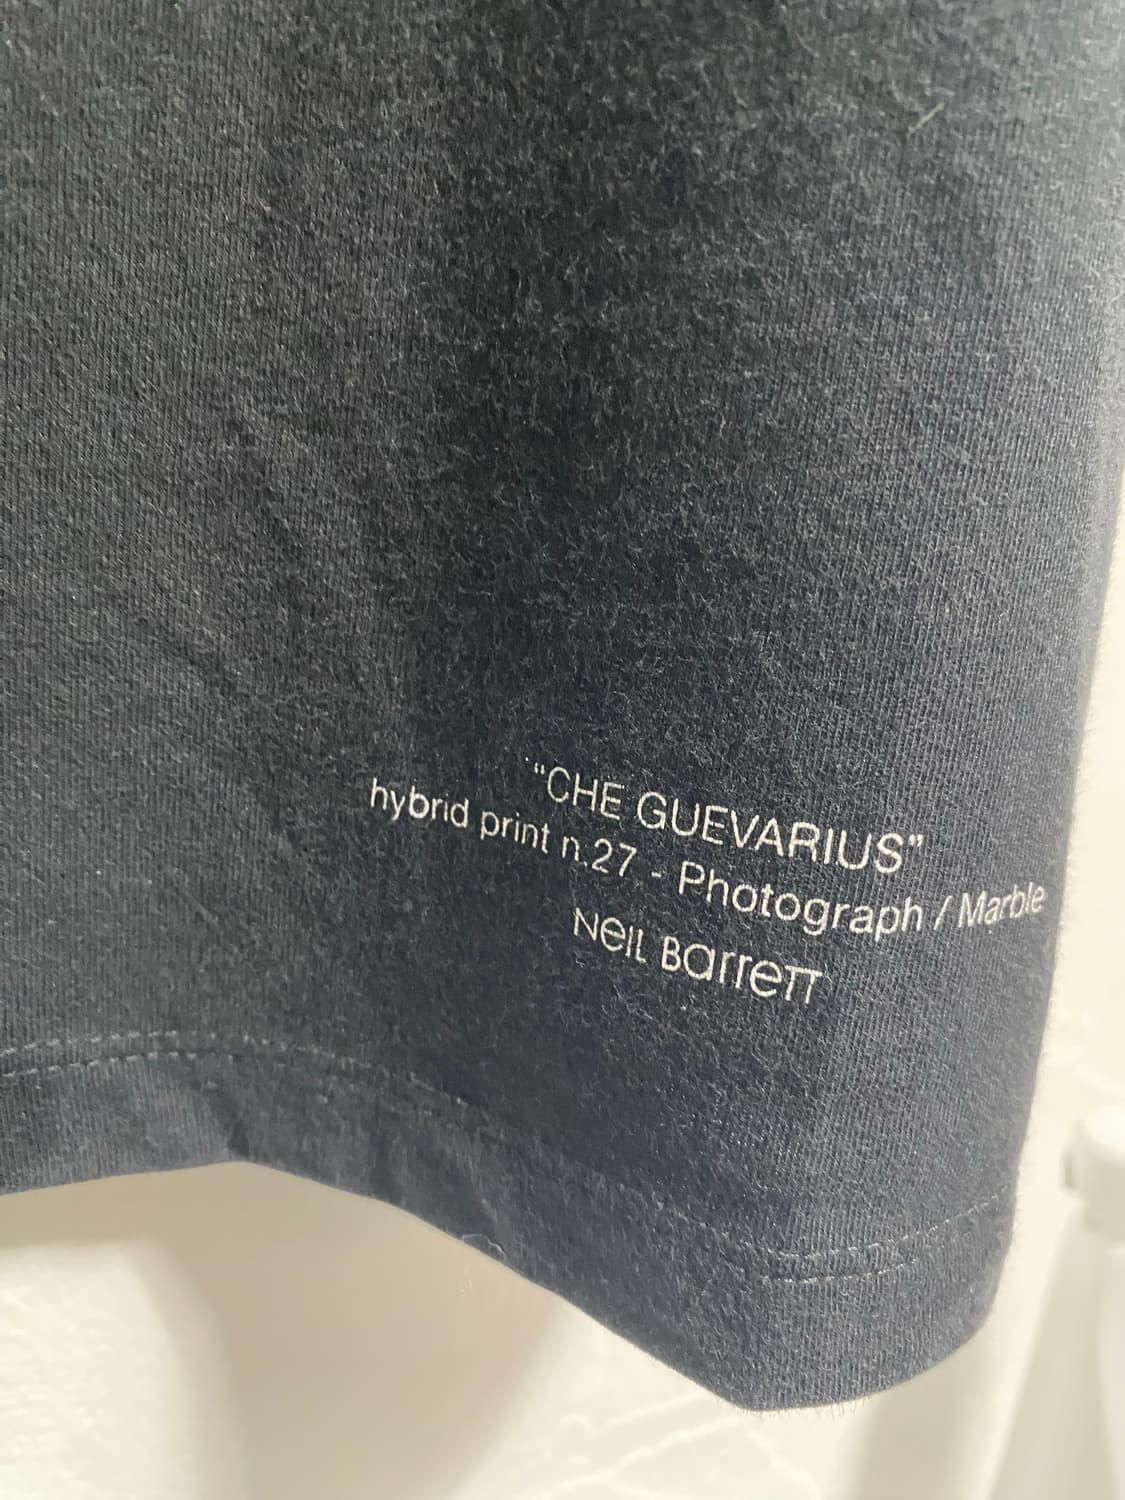 "CHE GUEVARIUS"
hybrid print n.27 - Photograph / Marble
NeIL BarreTT